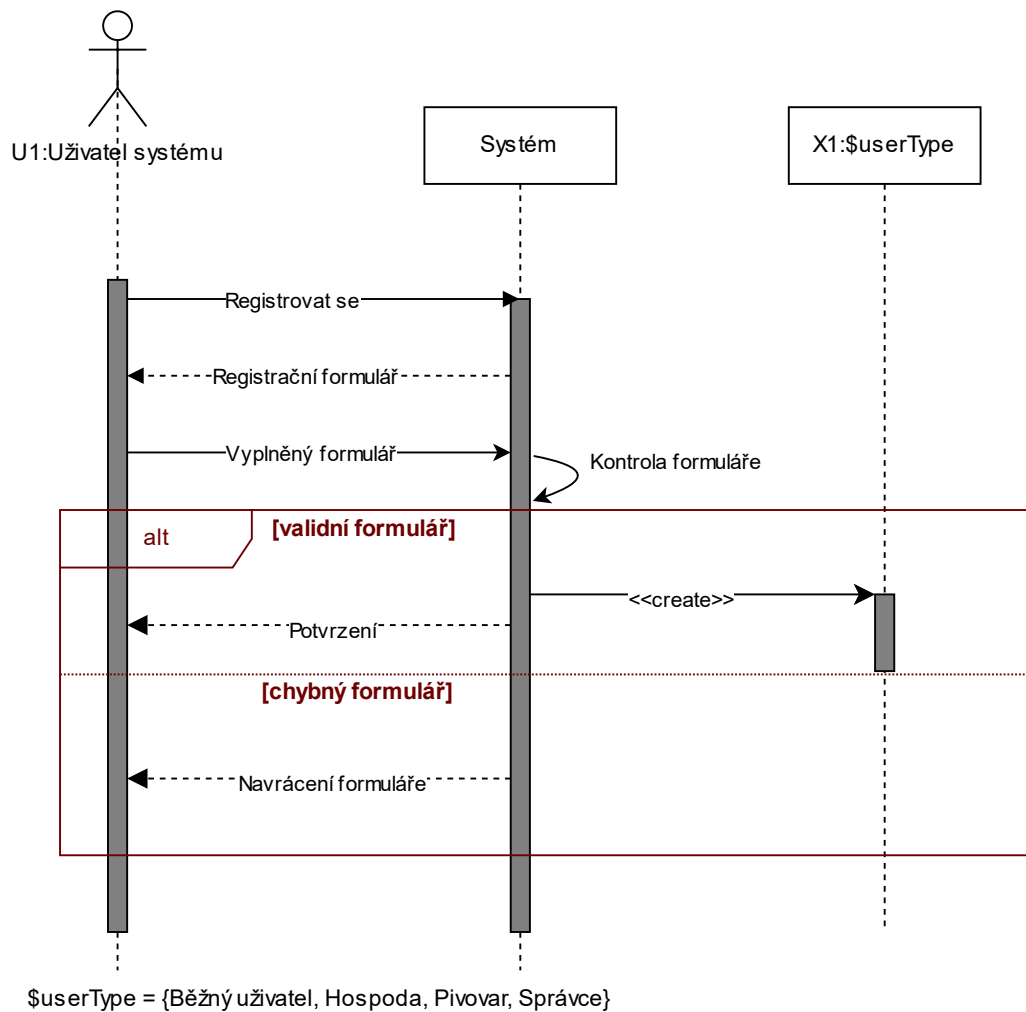 U1:Uživatel systému
Systém
X1:$userType
Registrovat se
Registrační formulář
Vyplněný formulář
Kontrola formuláře
alt
[validní formulář]
<<create>>
Potvrzení
[chybný formulář]
Navrácení formuláře
$userType = {Běžný uživatel, Hospoda, Pivovar, Správce}